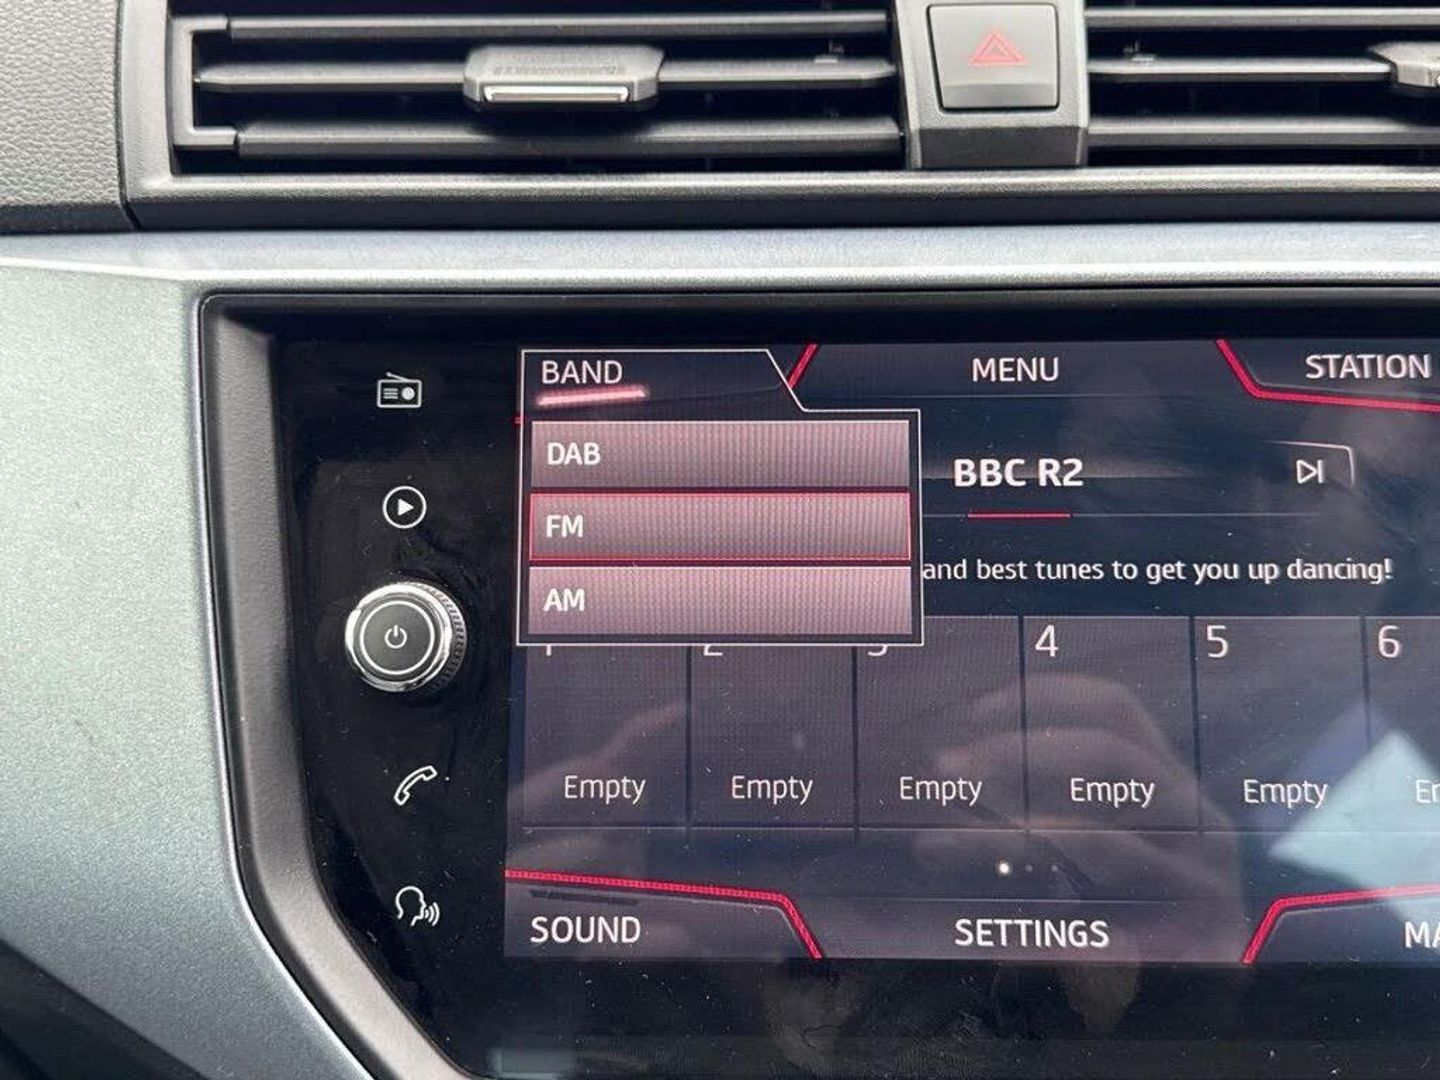 BAND
MENU
STATION
DAB
BBC R2
FM
and best tunes to get you up dancing!
AM
4
5
6
Empty
Empty
Empty
Empty
Empty
SOUND
SETTINGS